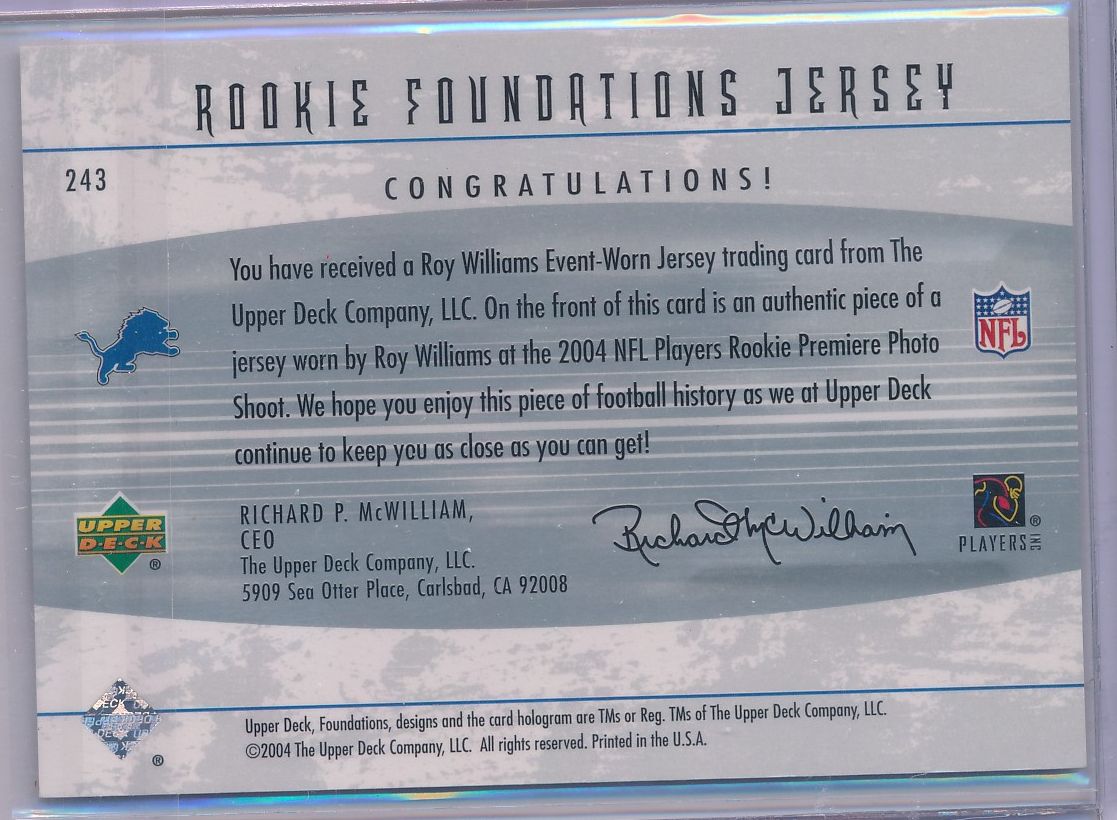 ROOKIE FOUNDATIONS JERSEY
243
CONGRATULATIONS!
You have received a Roy Williams Event-Worn Jersey trading card from The
Upper Deck Company, LLC. On the front of this card is an authentic piece of a
jersey worn by Roy Williams at the 2004 NFL Players Rookie Premiere Photo
Shoot. We hope you enjoy this piece of football history as we at Upper Deck
continue to keep you as close as you can get!
NFL
RICHARD P. McWILLIAM,
CEO
The Upper Deck Company, LLC.
5909 Sea Otter Place, Carlsbad, CA 92008
UPPER
D·E·C·K
®
Richard McWilliam
®
PLAYERS INC
®
Upper Deck, Foundations, designs and the card hologram are TMs or Reg. TMs of The Upper Deck Company, LLC.
©2004 The Upper Deck Company, LLC. All rights reserved. Printed in the U.S.A.